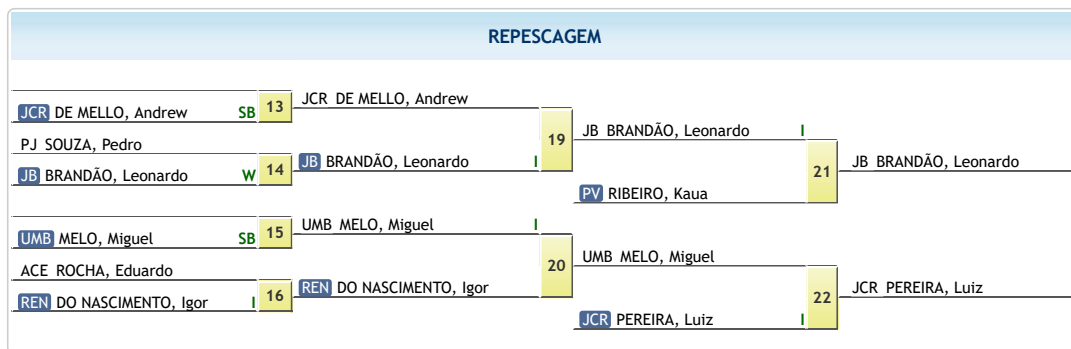 REPESCAGEM
JCR DE MELLO, Andrew SB 13 JCR DE MELLO, Andrew
PJ SOUZA, Pedro
19 JB BRANDÃO, Leonardo I
JB BRANDÃO, Leonardo W 14 JB BRANDÃO, Leonardo I
21 JB BRANDÃO, Leonardo
PV RIBEIRO, Kaua
UMB MELO, Miguel SB 15 UMB MELO, Miguel I
ACE ROCHA, Eduardo
20 UMB MELO, Miguel
REN DO NASCIMENTO, Igor I 16 REN DO NASCIMENTO, Igor
22 JCR PEREIRA, Luiz
JCR PEREIRA, Luiz I